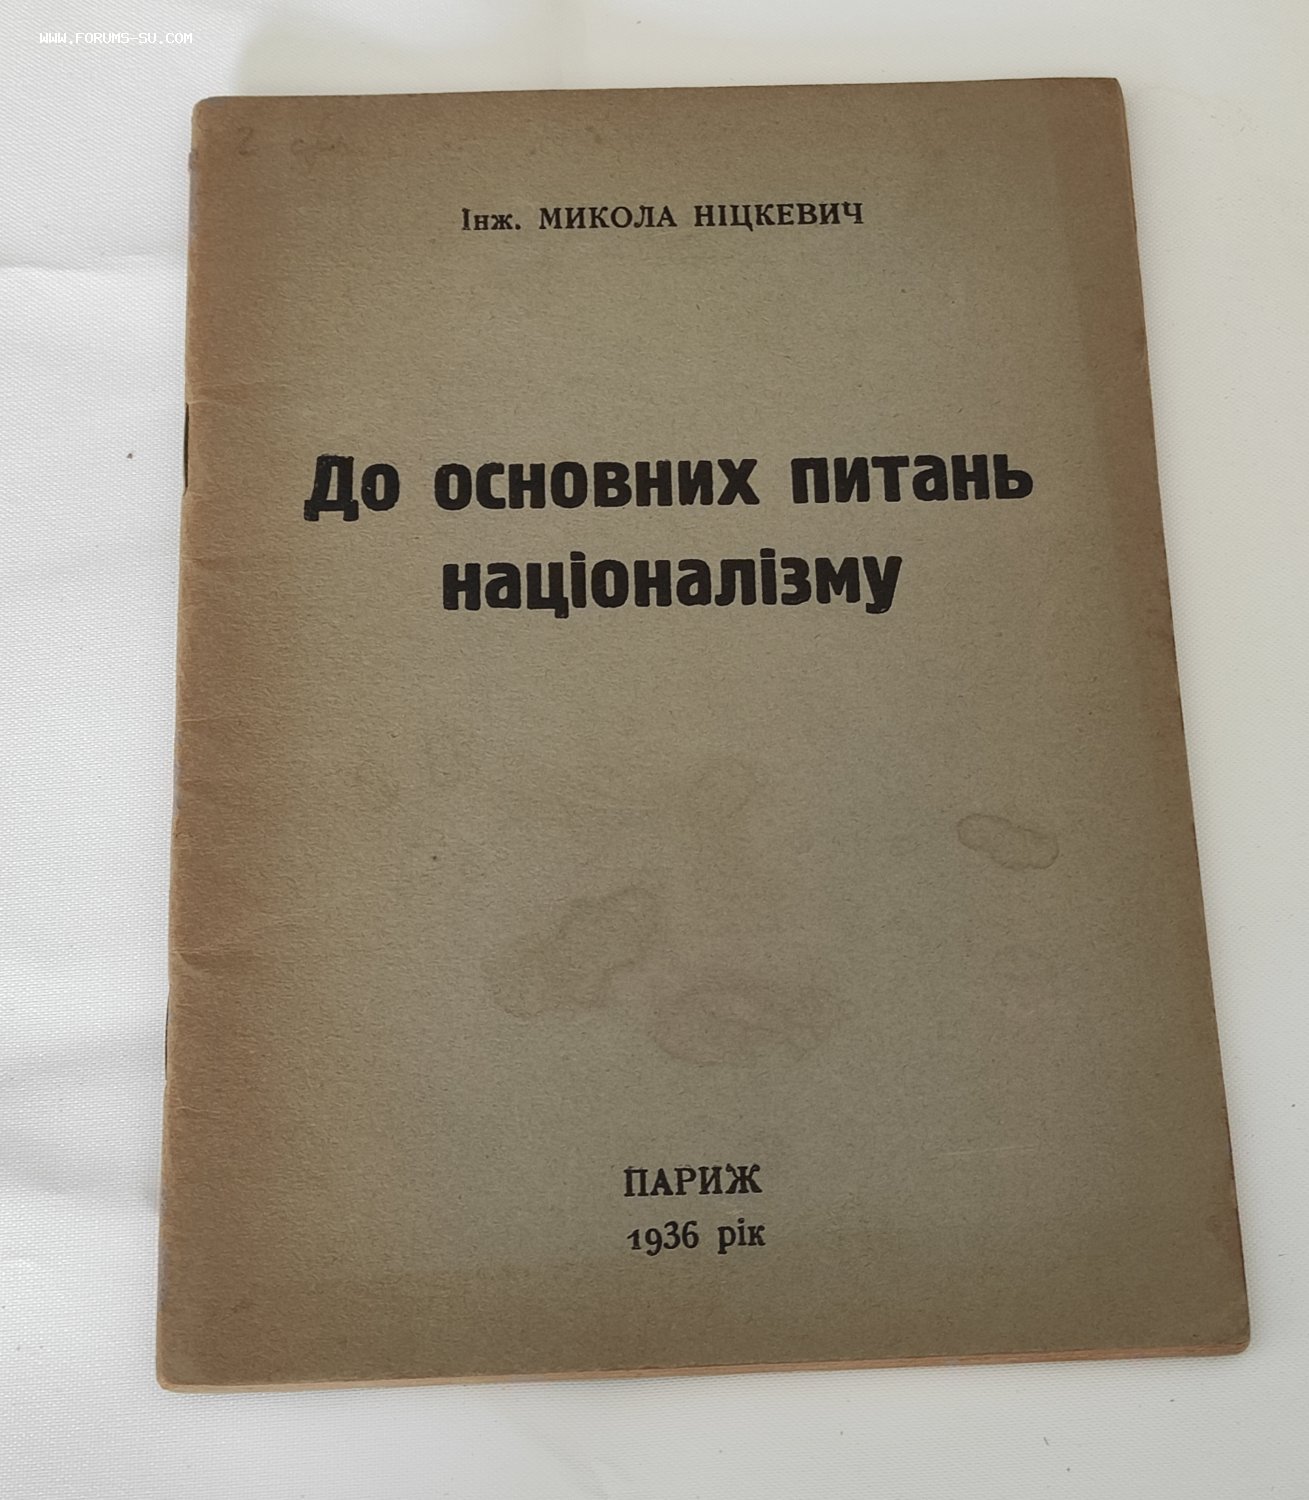 WWW.FORUMS-SU.COM
Інж. МИКОЛА НІЦКЕВИЧ
До основних питань
націоналізму
ПАРИЖ
1936 рік